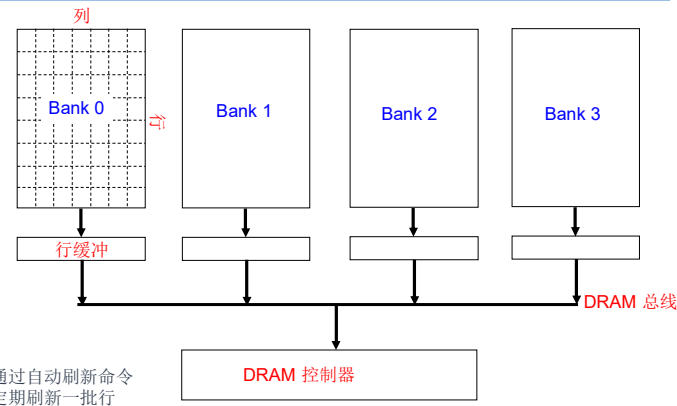 列
Bank 0
Bank 1
Bank 2
Bank 3
行
行缓冲
DRAM 总线
DRAM 控制器
通过自动刷新命令
定期刷新一批行